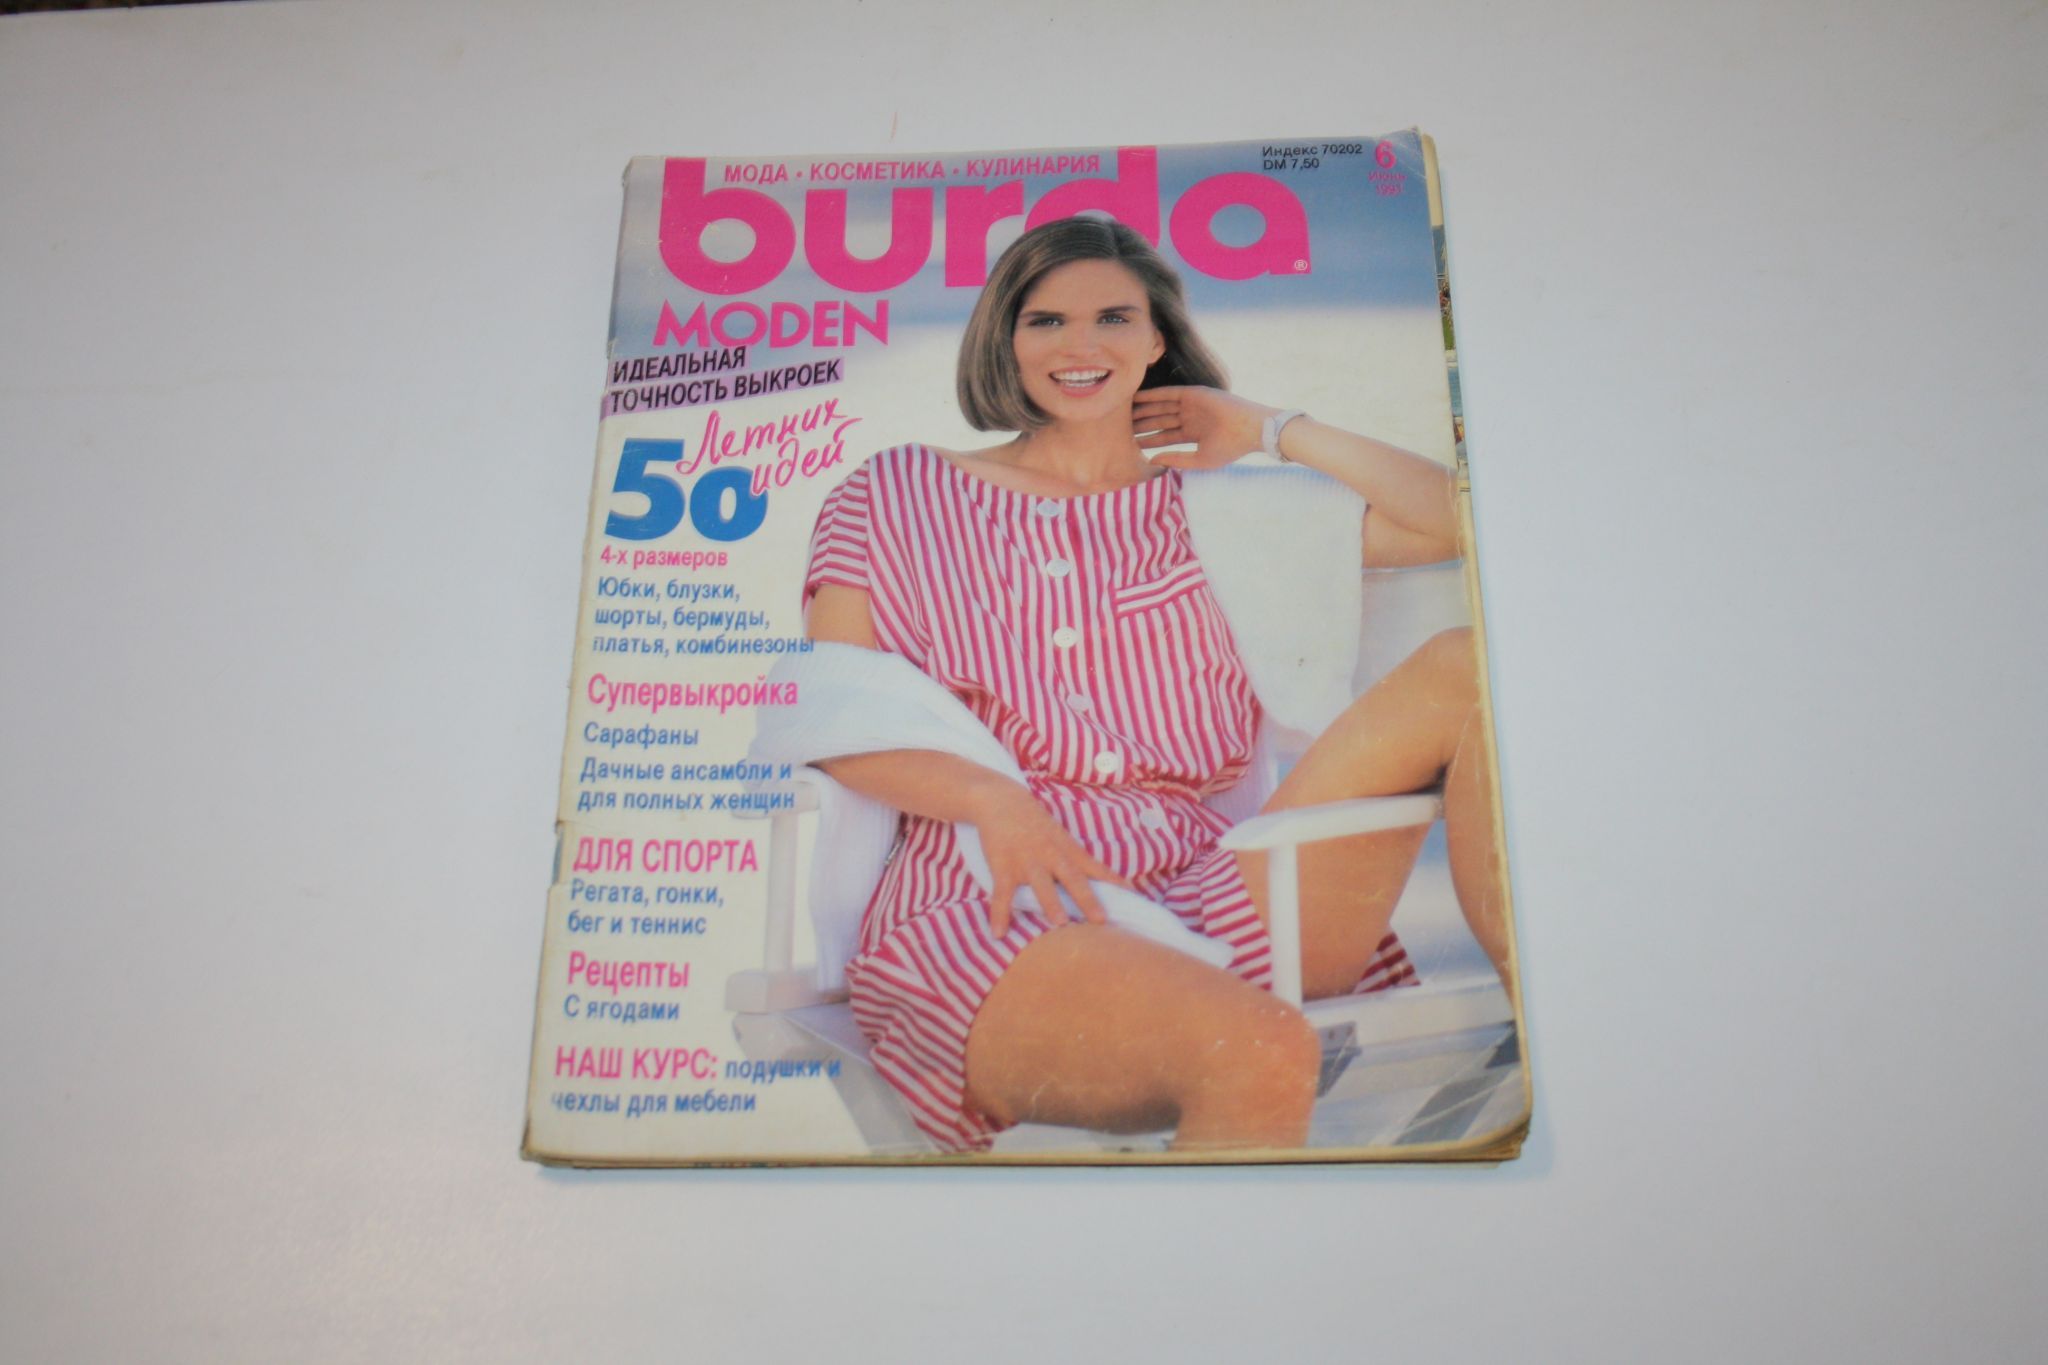 МОДА • КОСМЕТИКА • КУЛИНАРИЯ
Индекс 70202
DM 7,50
6
Июнь
1991
burda®
MODEN
ИДЕАЛЬНАЯ
ТОЧНОСТЬ ВЫКРОЕК
50 Летних
идей
4-х размеров
Юбки, блузки,
шорты, бермуды,
платья, комбинезоны
Супервыкройка
Сарафаны
Дачные ансамбли и
для полных женщин
ДЛЯ СПОРТА
Регата, гонки,
бег и теннис
Рецепты
С ягодами
НАШ КУРС: подушки и
чехлы для мебели